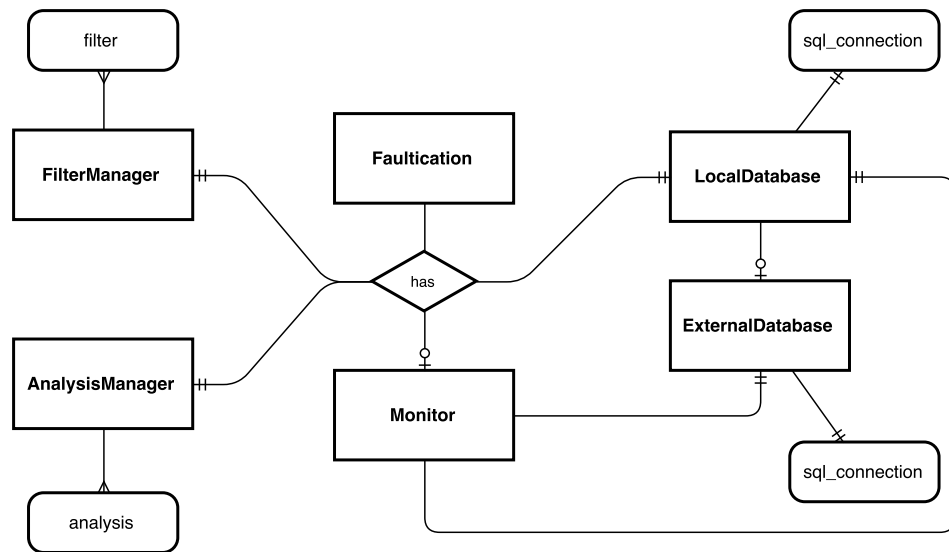 filter
sql_connection
Faultication
FilterManager
LocalDatabase
has
ExternalDatabase
AnalysisManager
Monitor
sql_connection
analysis